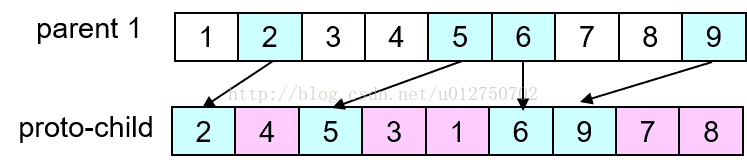 parent 1 1 2 3 4 5 6 7 8 9
http://blog.csdn.net/u012750702
proto-child 2 4 5 3 1 6 9 7 8